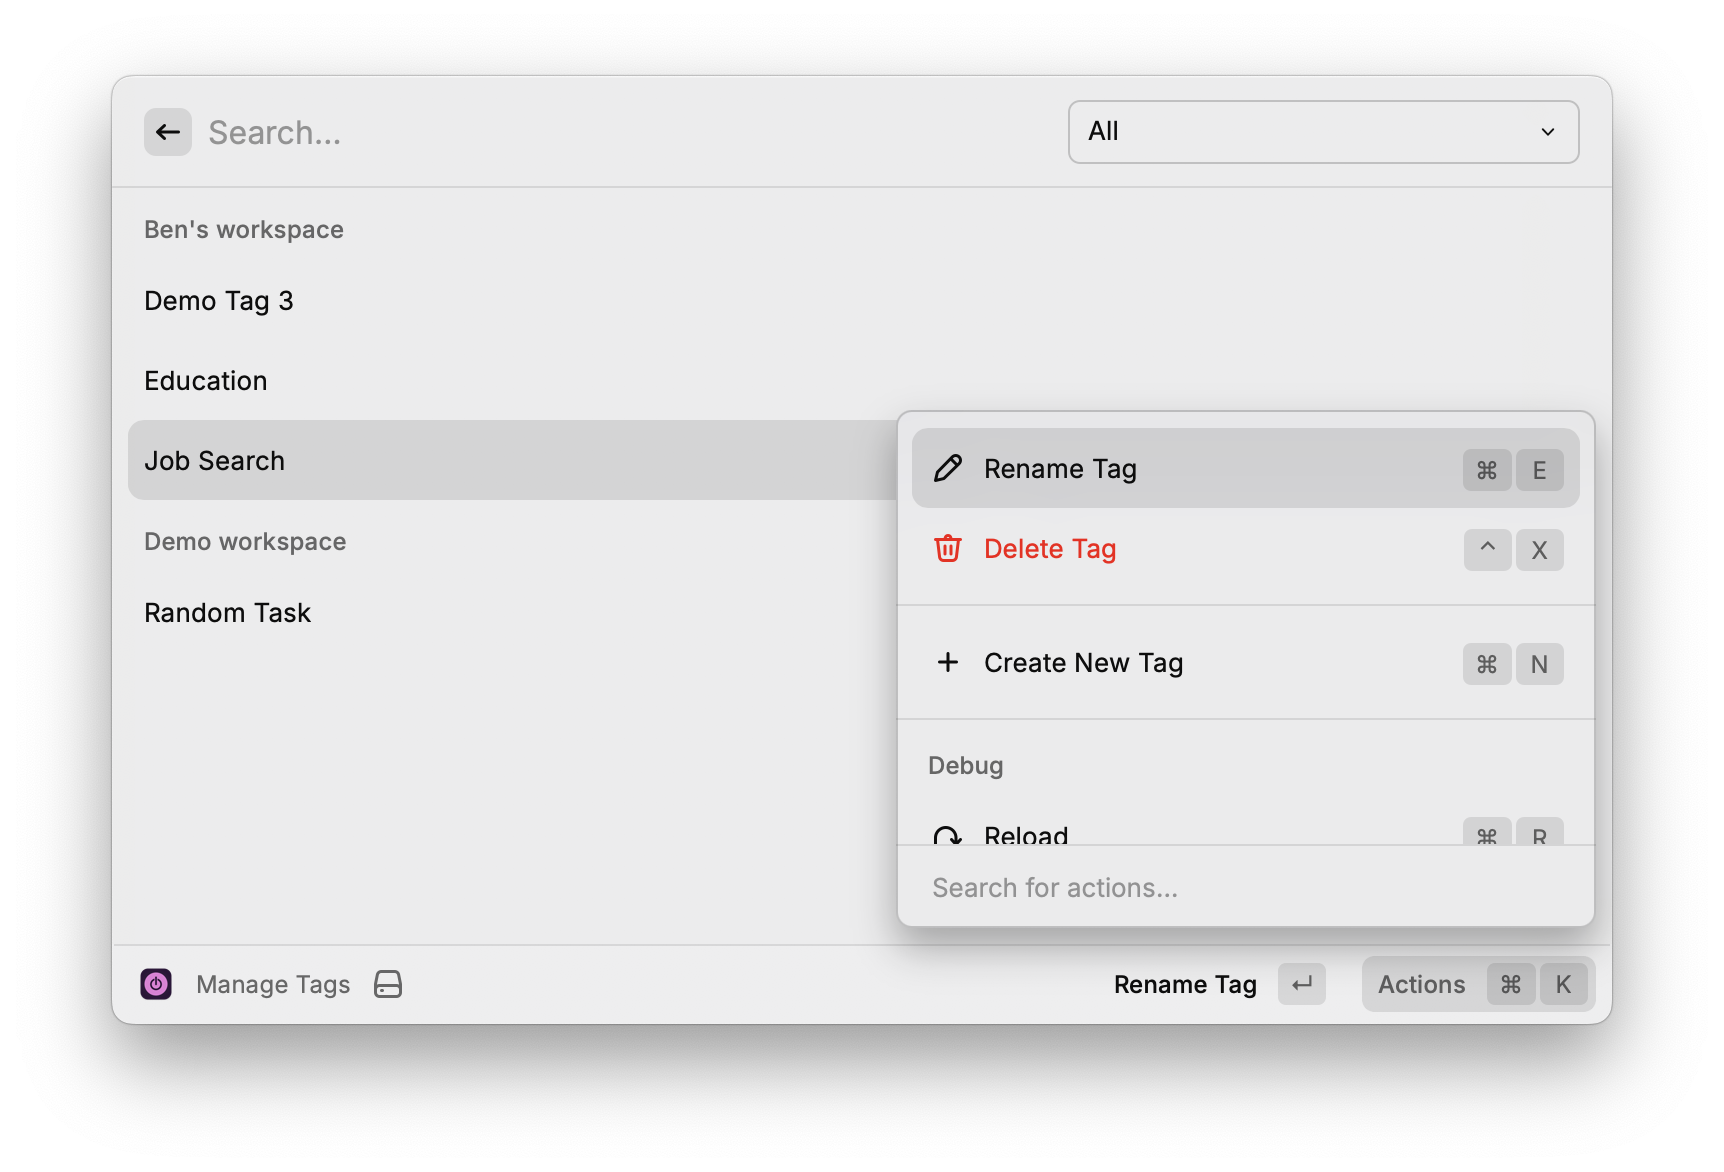 Search...
All
Ben's workspace
Demo Tag 3
Education
Job Search
Demo workspace
Random Task
Rename Tag ⌘ E
Delete Tag ^ X
Create New Tag ⌘ N
Debug
Reload ⌘ R
Search for actions...
Manage Tags
Rename Tag ↵
Actions ⌘ K